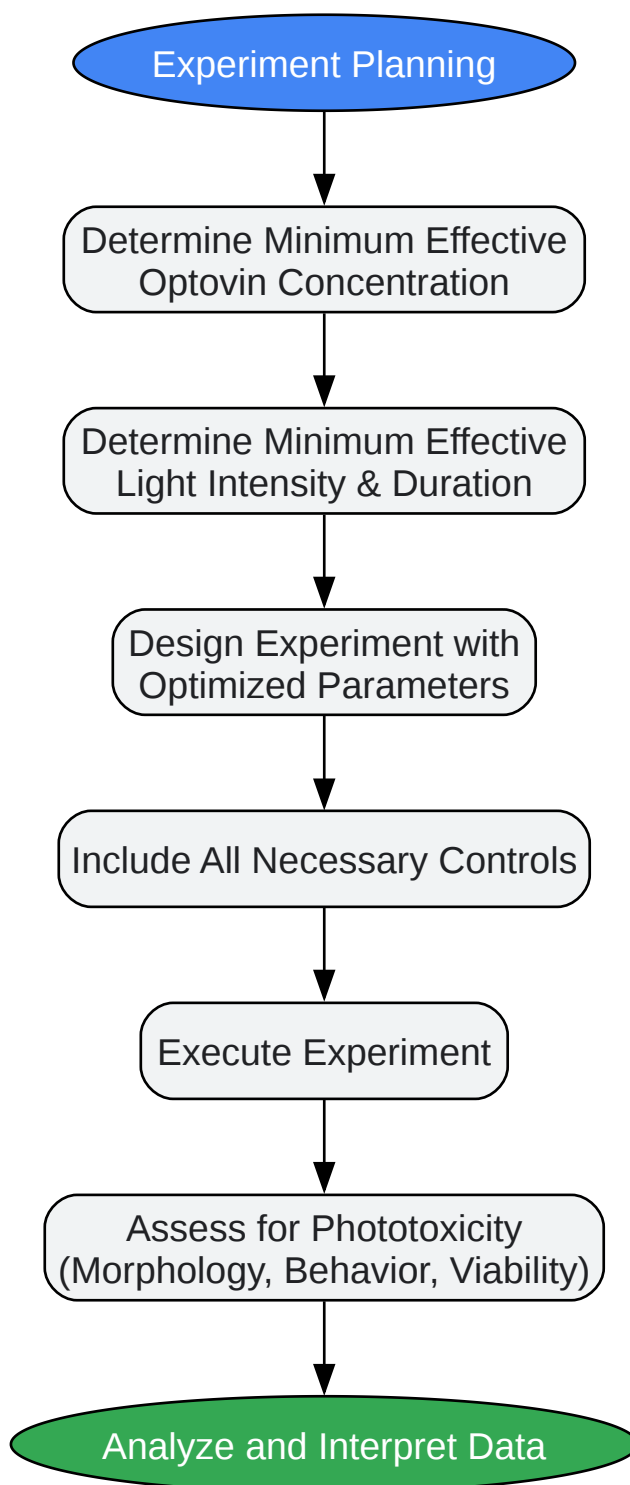 Experiment Planning
Determine Minimum Effective
Optovin Concentration
Determine Minimum Effective
Light Intensity & Duration
Design Experiment with
Optimized Parameters
Include All Necessary Controls
Execute Experiment
Assess for Phototoxicity
(Morphology, Behavior, Viability)
Analyze and Interpret Data